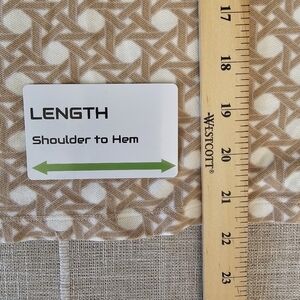 17
18
LENGTH
Shoulder to Hem
19
WESTCOTT®
20
21
22
23